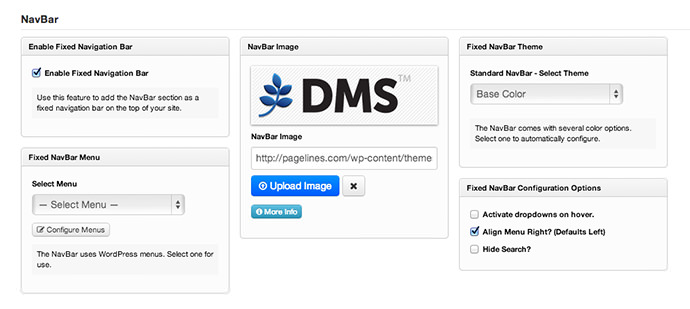 NavBar
Enable Fixed Navigation Bar
Enable Fixed Navigation Bar
Use this feature to add the NavBar section as a
fixed navigation bar on the top of your site.
Fixed NavBar Menu
Select Menu
— Select Menu —
Configure Menus
The NavBar uses WordPress menus. Select one for
use.
NavBar Image
DMS™
NavBar Image
http://pagelines.com/wp-content/theme
Upload Image
More Info
Fixed NavBar Theme
Standard NavBar - Select Theme
Base Color
The NavBar comes with several color options.
Select one to automatically configure.
Fixed NavBar Configuration Options
Activate dropdowns on hover.
Align Menu Right? (Defaults Left)
Hide Search?